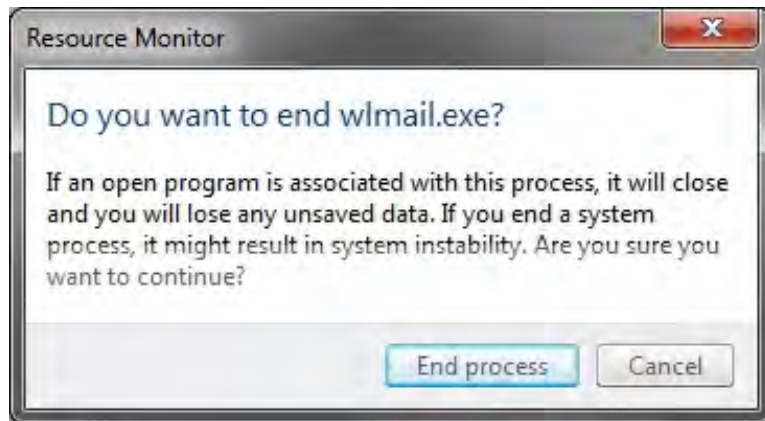 Resource Monitor
Do you want to end wlmail.exe?
If an open program is associated with this process, it will close
and you will lose any unsaved data. If you end a system
process, it might result in system instability. Are you sure you
want to continue?
End process Cancel